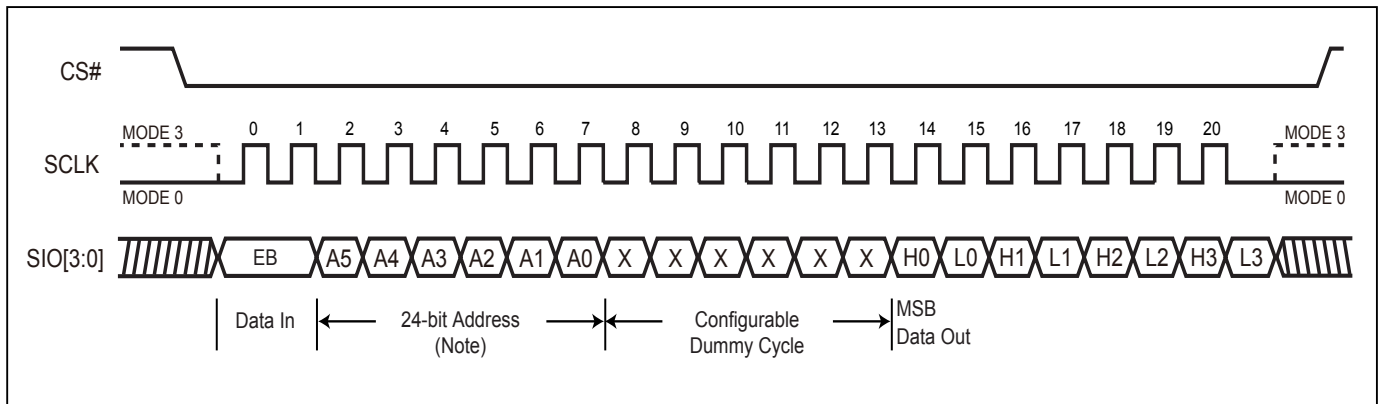 CS#
MODE 3 0 1 2 3 4 5 6 7 8 9 10 11 12 13 14 15 16 17 18 19 20 MODE 3
SCLK
MODE 0 MODE 0
SIO[3:0] EB A5 A4 A3 A2 A1 A0 X X X X X X H0 L0 H1 L1 H2 L2 H3 L3
Data In 24-bit Address (Note) Configurable Dummy Cycle MSB Data Out